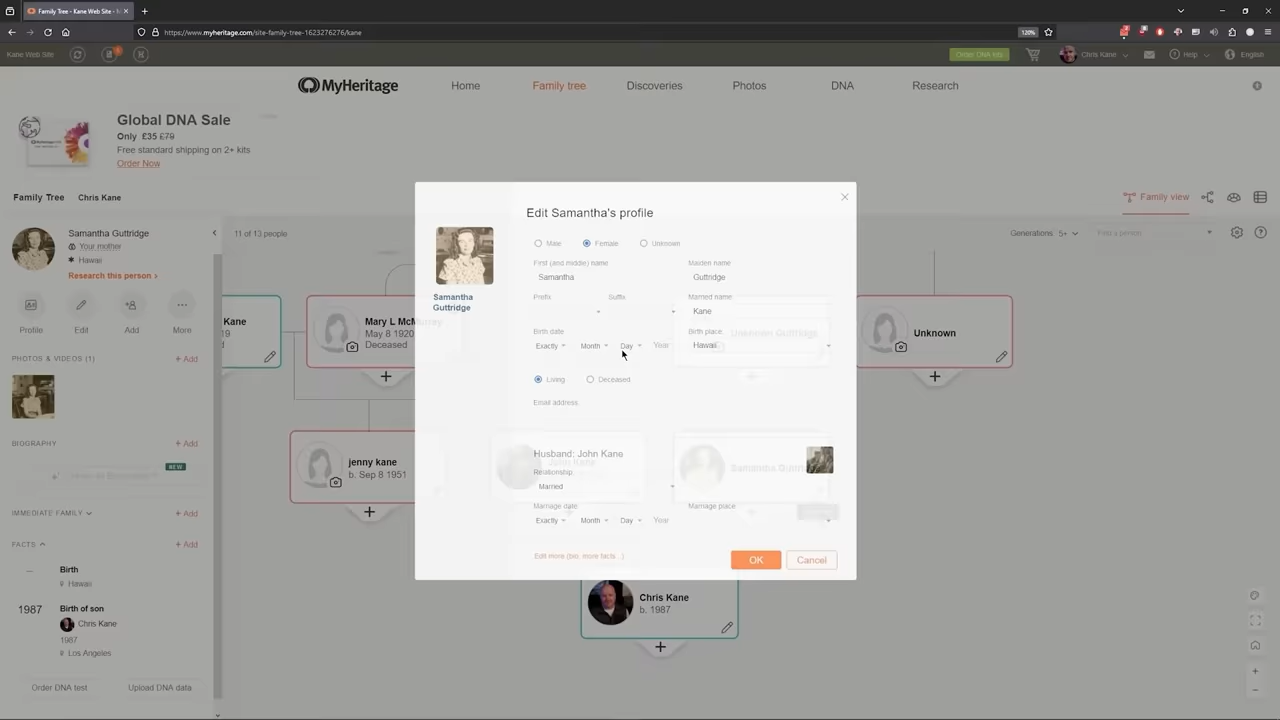 Family Tree - Kane Web Site - M
https://www.myheritage.com/site-family-tree-1623276276/kane
120%
Kane Web Site
Order DNA kits
Chris Kane
Help
English
MyHeritage
Home
Family tree
Discoveries
Photos
DNA
Research
Global DNA Sale
Only £35 £79
Free standard shipping on 2+ kits
Order Now
Family Tree
Chris Kane
Family view
Samantha Guttridge
Your mother
Hawaii
Research this person >
11 of 13 people
Generations 5+
Find a person
Profile
Edit
Add
More
PHOTOS & VIDEOS (1)
+ Add
BIOGRAPHY
+ Add
NEW
IMMEDIATE FAMILY
+ Add
FACTS
+ Add
Birth
Hawaii
1987
Birth of son
Chris Kane
1987
Los Angeles
Order DNA test
Upload DNA data
Kane
19
Mary L McMurray
May 8 1920
Deceased
Unknown
jenny kane
b. Sep 8 1951
Chris Kane
b. 1987
Edit Samantha's profile
Samantha
Guttridge
Male
Female
Unknown
First (and middle) name
Maiden name
Samantha
Guttridge
Prefix
Suffix
Married name
Kane
Unknown Guttridge
Birth date
Birth place
Exactly
Month
Day
Year
Hawaii
Living
Deceased
Email address
Husband: John Kane
John Kane
Relationship
Married
Marriage date
Marriage place
Exactly
Month
Day
Year
Edit more (bio, more facts...)
OK
Cancel